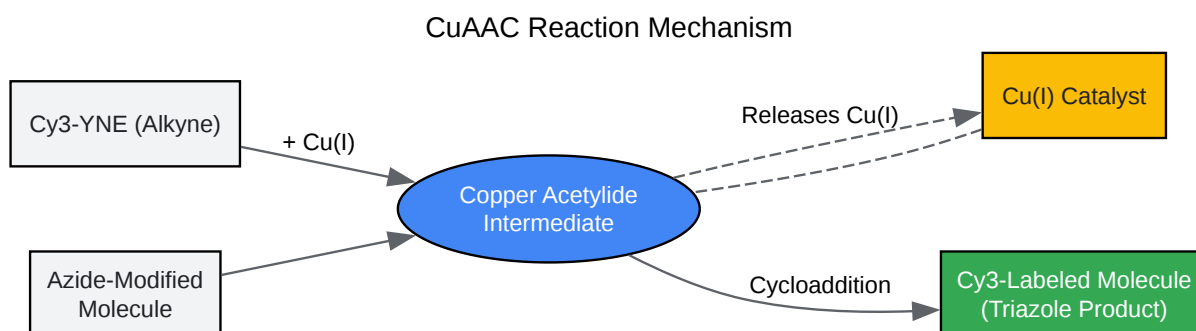 CuAAC Reaction Mechanism
Cy3-YNE (Alkyne)
+ Cu(I)
Azide-Modified
Molecule
Copper Acetylide
Intermediate
Releases Cu(I)
Cu(I) Catalyst
Cycloaddition
Cy3-Labeled Molecule
(Triazole Product)